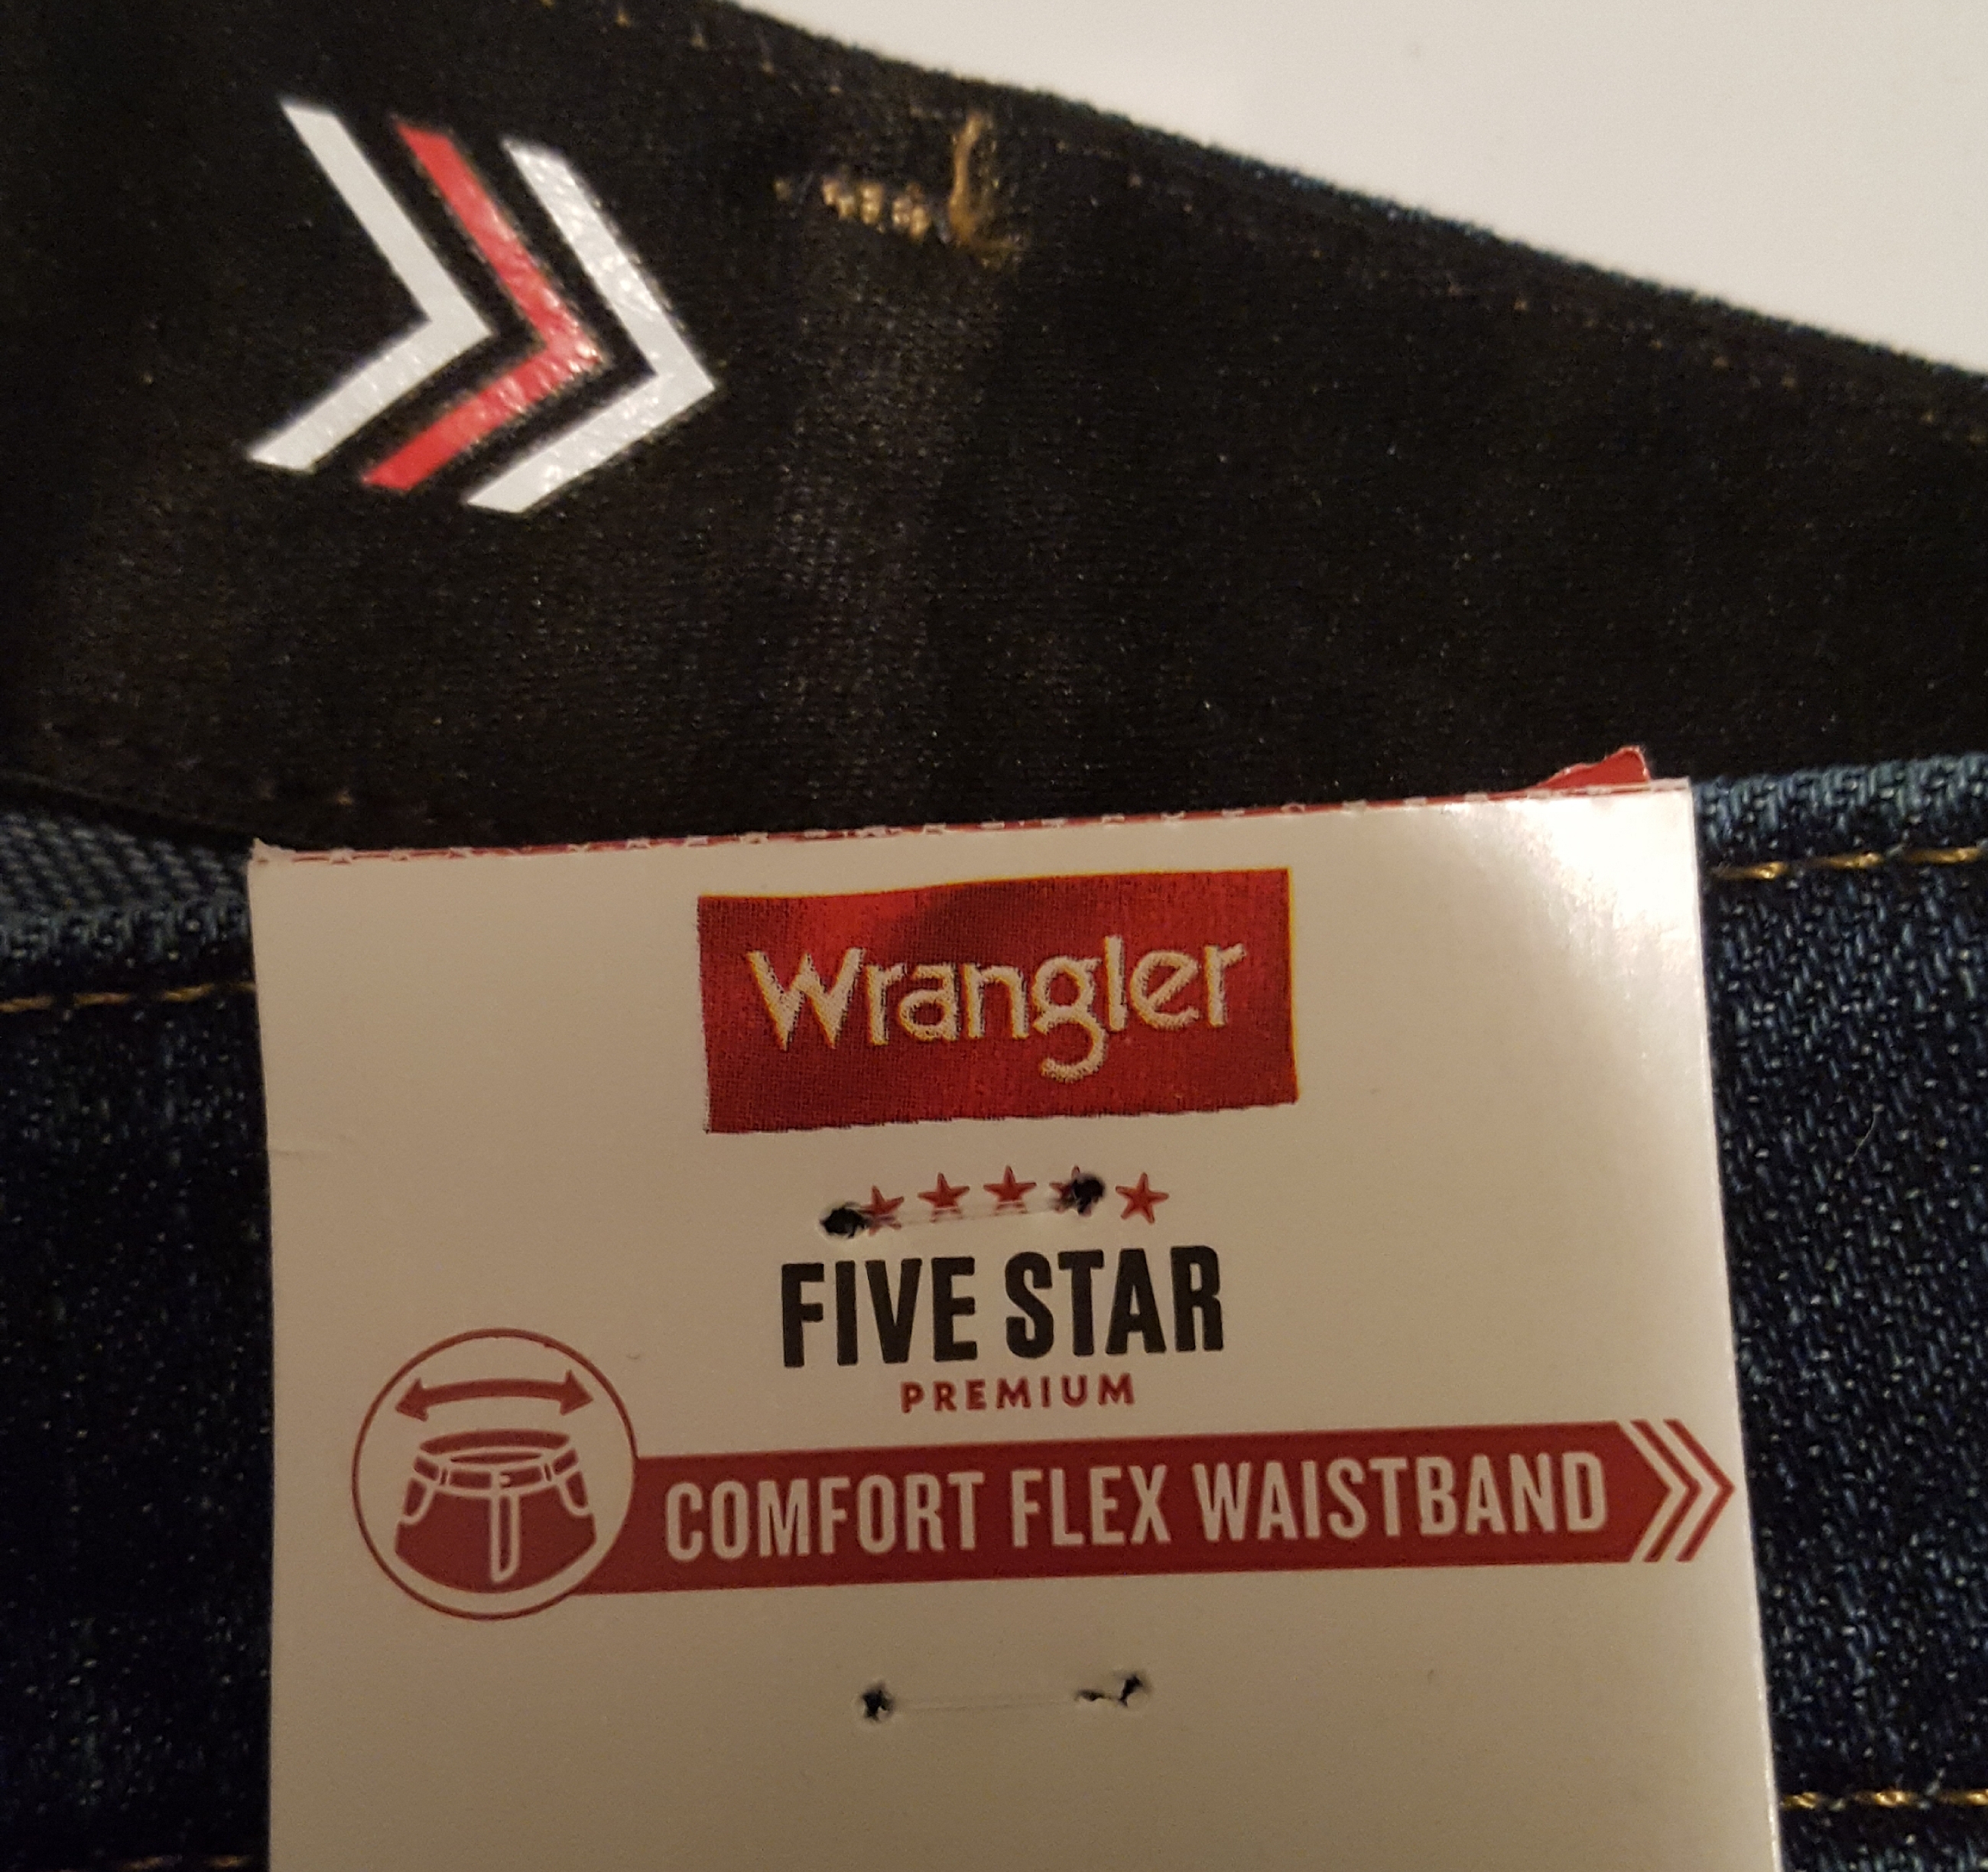 Wrangler
FIVE STAR
PREMIUM
COMFORT FLEX WAISTBAND